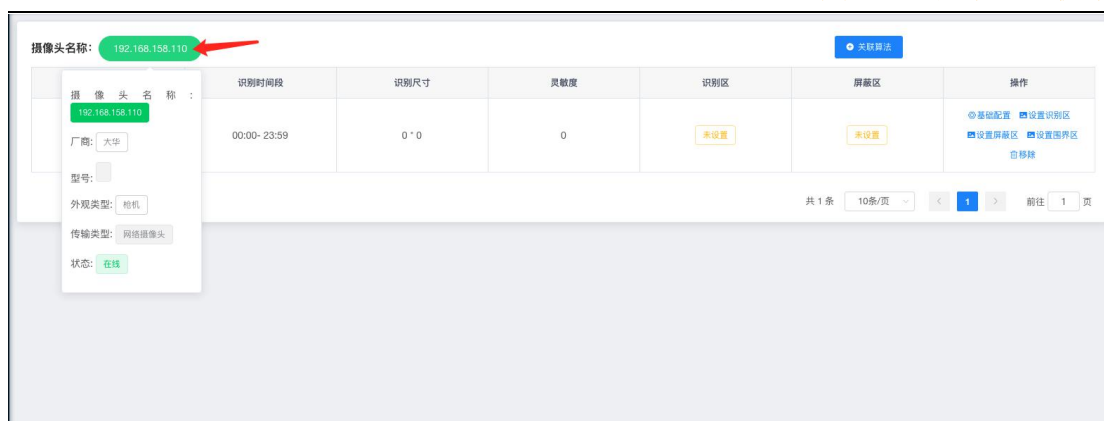 摄像头名称： 192.168.158.110
关联算法
识别时间段 识别尺寸 灵敏度 识别区 屏蔽区 操作
00:00- 23:59 0 * 0 0 未设置 未设置
基础配置 设置识别区
设置屏蔽区 设置围界区
移除
摄像头名称：
192.168.158.110
厂商: 大华
型号:
外观类型: 枪机
传输类型: 网络摄像头
状态: 在线
共 1 条 10条/页 1 前往 1 页